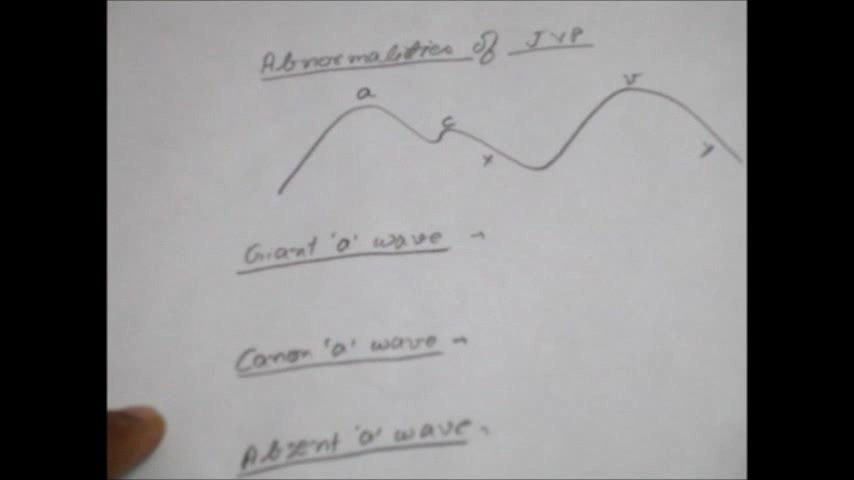 Abnormalities of JVP
a
c
x
v
y
Giant 'a' wave -
Canon 'a' wave -
Absent 'a' wave -